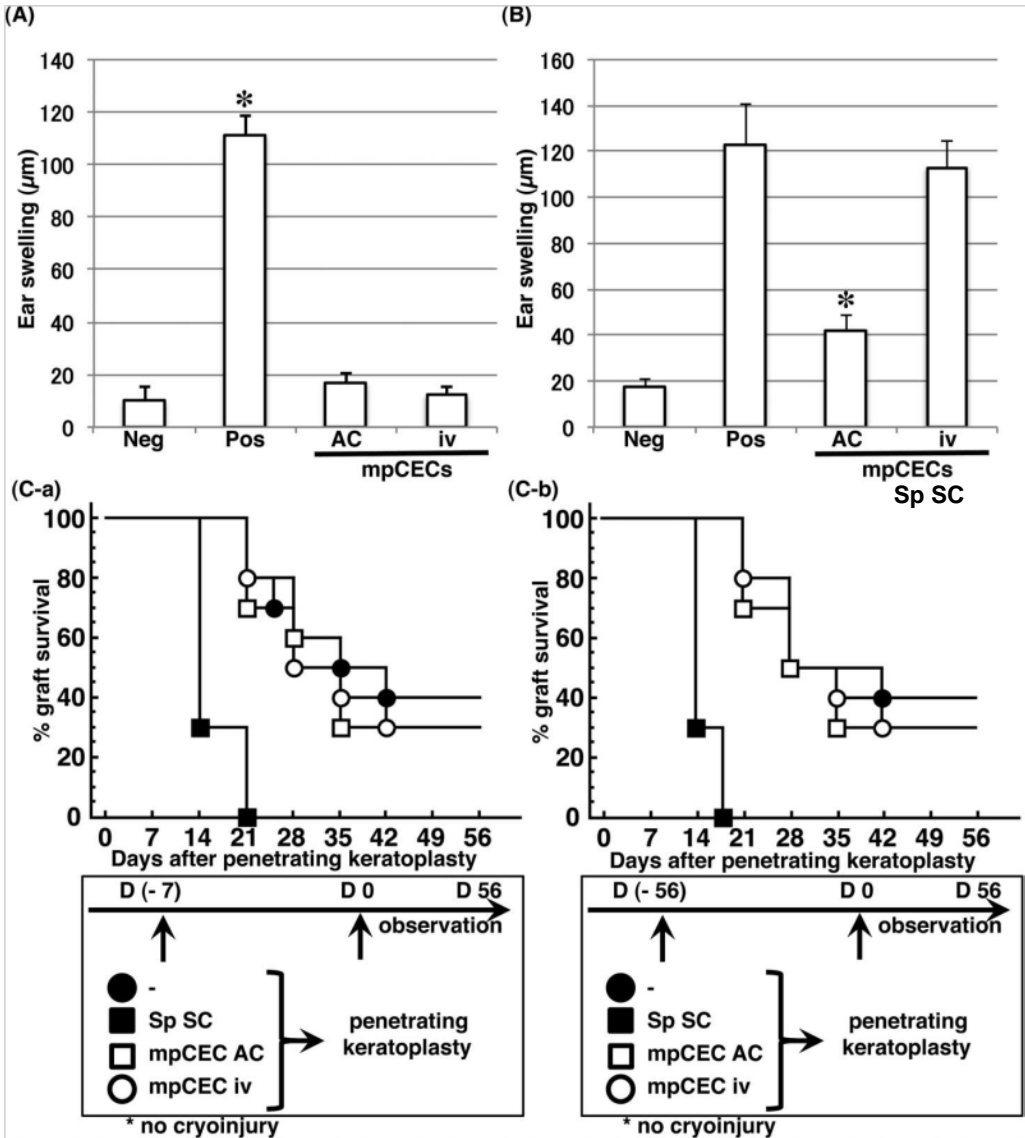 (A)
140
120
100
80
60
40
20
0
Ear swelling (µm)
*
Neg Pos AC iv
mpCECs
(B)
160
140
120
100
80
60
40
20
0
Ear swelling (µm)
*
Neg Pos AC iv
mpCECs
Sp SC
(C-a)
100
80
60
40
20
0
% graft survival
0 7 14 21 28 35 42 49 56
Days after penetrating keratoplasty
D (- 7) D 0 D 56
observation
-
Sp SC
mpCEC AC
mpCEC iv
penetrating
keratoplasty
* no cryoinjury
(C-b)
100
80
60
40
20
0
% graft survival
0 7 14 21 28 35 42 49 56
Days after penetrating keratoplasty
D (- 56) D 0 D 56
observation
-
Sp SC
mpCEC AC
mpCEC iv
penetrating
keratoplasty
* no cryoinjury